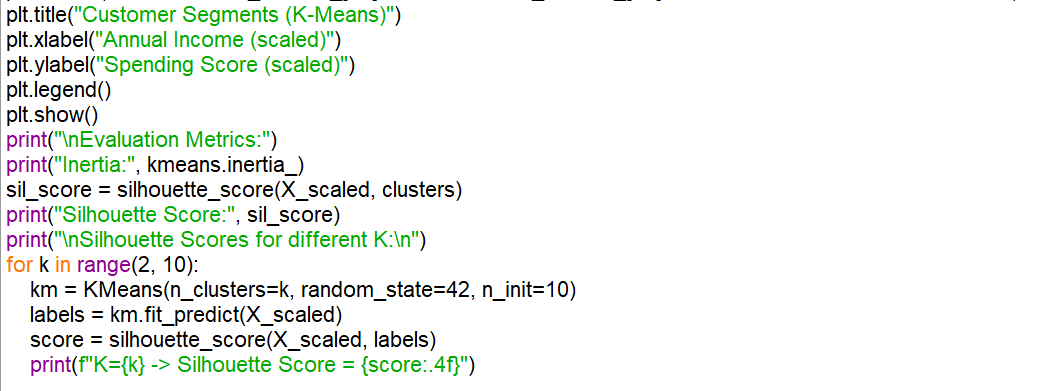 plt.title("Customer Segments (K-Means)")
plt.xlabel("Annual Income (scaled)")
plt.ylabel("Spending Score (scaled)")
plt.legend()
plt.show()
print("\nEvaluation Metrics:")
print("Inertia:", kmeans.inertia_)
sil_score = silhouette_score(X_scaled, clusters)
print("Silhouette Score:", sil_score)
print("\nSilhouette Scores for different K:\n")
for k in range(2, 10):
    km = KMeans(n_clusters=k, random_state=42, n_init=10)
    labels = km.fit_predict(X_scaled)
    score = silhouette_score(X_scaled, labels)
    print(f"K={k} -> Silhouette Score = {score:.4f}")